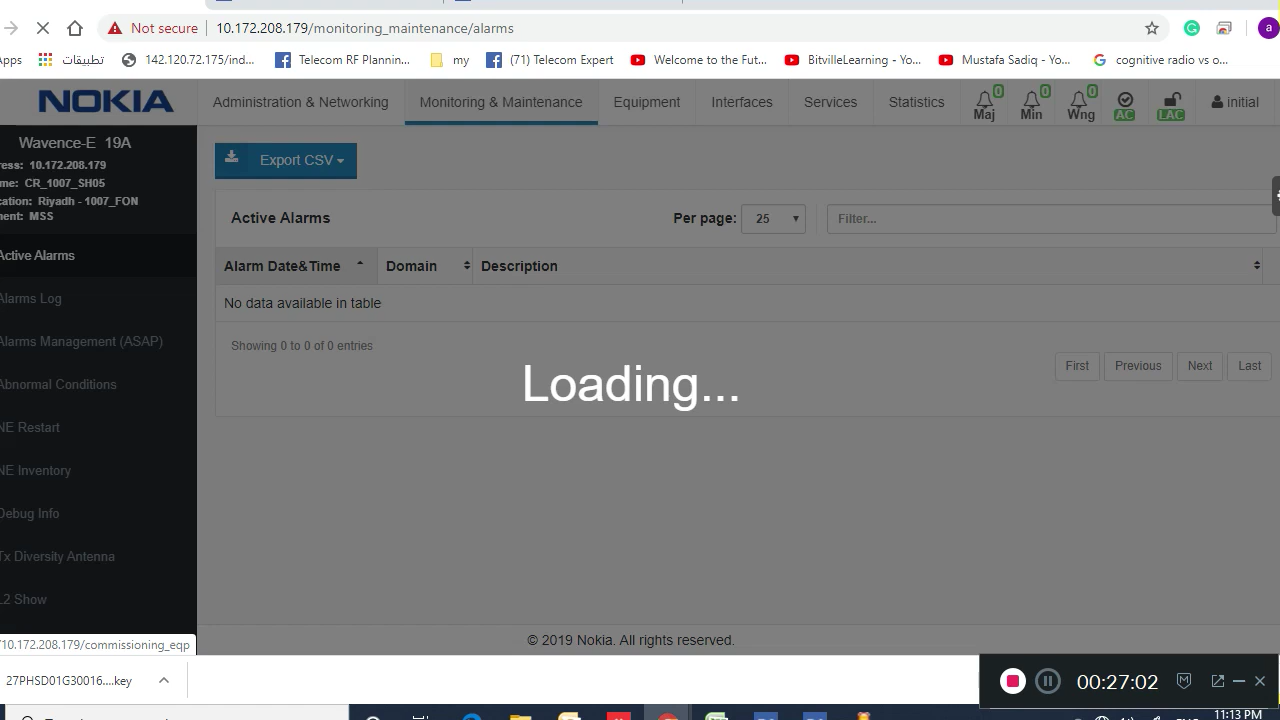 Not secure
10.172.208.179/monitoring_maintenance/alarms
تطبيقات
142.120.72.175/ind...
Telecom RF Plannin...
my
(71) Telecom Expert
Welcome to the Fut...
BitvilleLearning - Yo...
Mustafa Sadiq - Yo...
cognitive radio vs o...
NOKIA
Administration & Networking
Monitoring & Maintenance
Equipment
Interfaces
Services
Statistics
0 Maj
0 Min
0 Wng
AC
LAC
initial
Wavence-E 19A
10.172.208.179
CR_1007_SH05
Riyadh - 1007_FON
MSS
Active Alarms
Alarms Log
Alarms Management (ASAP)
Abnormal Conditions
NE Restart
NE Inventory
Debug Info
Tx Diversity Antenna
L2 Show
Export CSV
Active Alarms
Per page: 25
Filter...
Alarm Date&Time
Domain
Description
No data available in table
Showing 0 to 0 of 0 entries
First
Previous
Next
Last
Loading...
© 2019 Nokia. All rights reserved.
/10.172.208.179/commissioning_eqp
27PHSD01G30016....key
00:27:02
11:13 PM